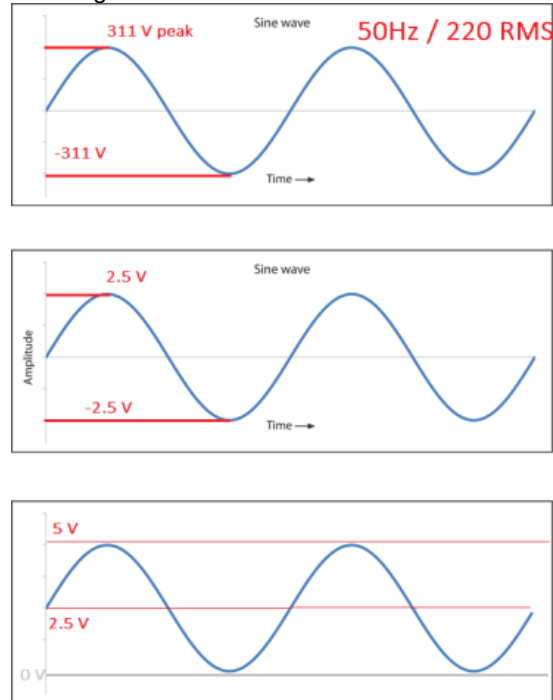 311 V peak
Sine wave
50Hz / 220 RMS
-311 V
Time
2.5 V
Sine wave
Amplitude
-2.5 V
Time
5 V
2.5 V
0 V